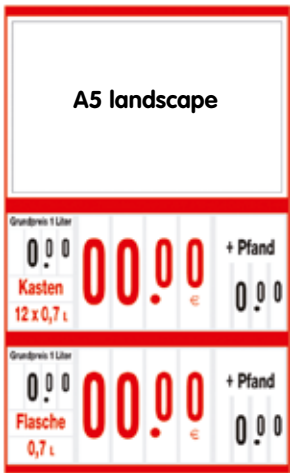 A5 landscape
Grundpreis 1 Liter
0.00
Kasten
12 x 0,7 L
00.00
€
+ Pfand
0.00
Grundpreis 1 Liter
0.00
Flasche
0,7 L
00.00
€
+ Pfand
0.00